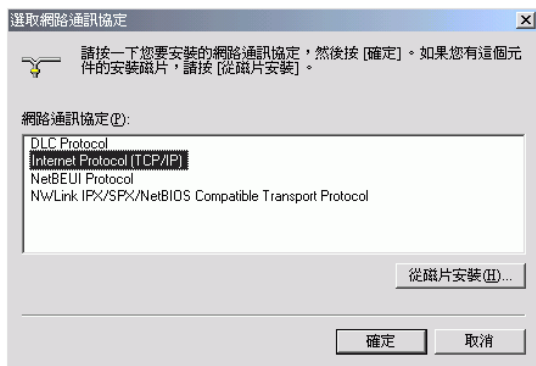 選取網路通訊協定
請按一下您要安裝的網路通訊協定，然後按 [確定]。如果您有這個元
件的安裝磁片，請按 [從磁片安裝]。
網路通訊協定(P):
DLC Protocol
Internet Protocol (TCP/IP)
NetBEUI Protocol
NWLink IPX/SPX/NetBIOS Compatible Transport Protocol
從磁片安裝(H)...
確定
取消